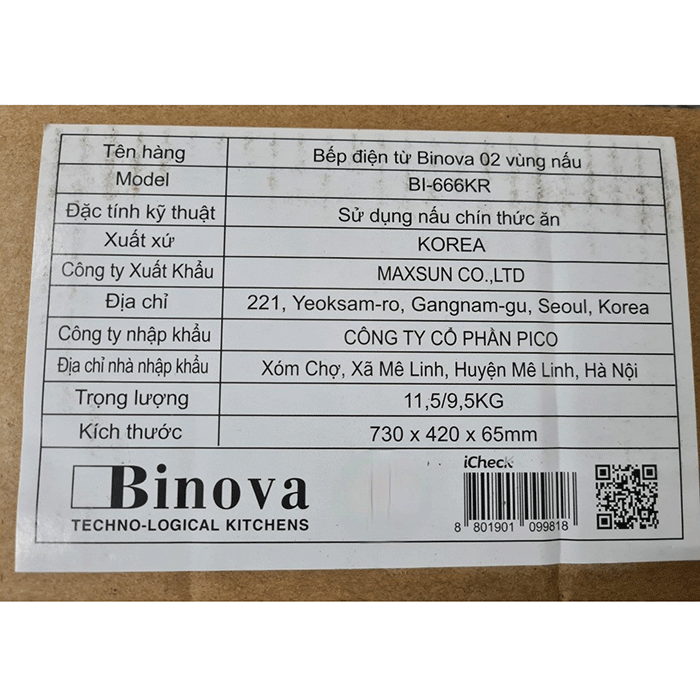 Tên hàng Bếp điện từ Binova 02 vùng nấu
Model BI-666KR
Đặc tính kỹ thuật Sử dụng nấu chín thức ăn
Xuất xứ KOREA
Công ty Xuất Khẩu MAXSUN CO.,LTD
Địa chỉ 221, Yeoksam-ro, Gangnam-gu, Seoul, Korea
Công ty nhập khẩu CÔNG TY CỔ PHẦN PICO
Địa chỉ nhà nhập khẩu Xóm Chợ, Xã Mê Linh, Huyện Mê Linh, Hà Nội
Trọng lượng 11,5/9,5KG
Kích thước 730 x 420 x 65mm
Binova
TECHNO-LOGICAL KITCHENS
iCheck
8 801901 099818